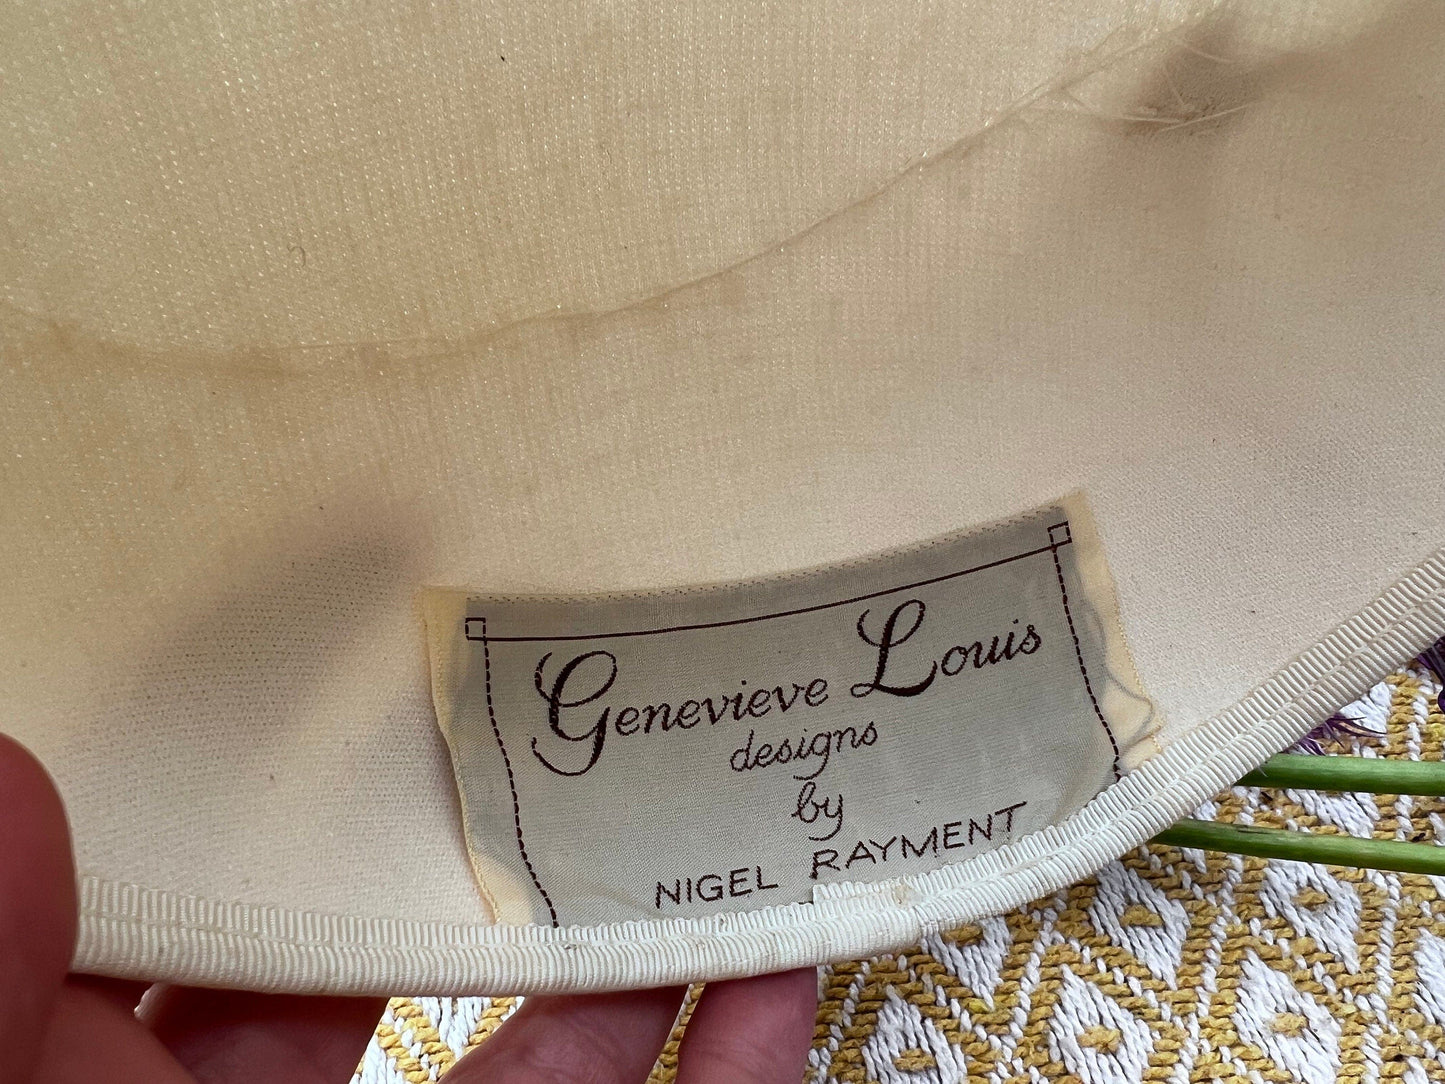 Genevieve Louis
designs
by
NIGEL RAYMENT